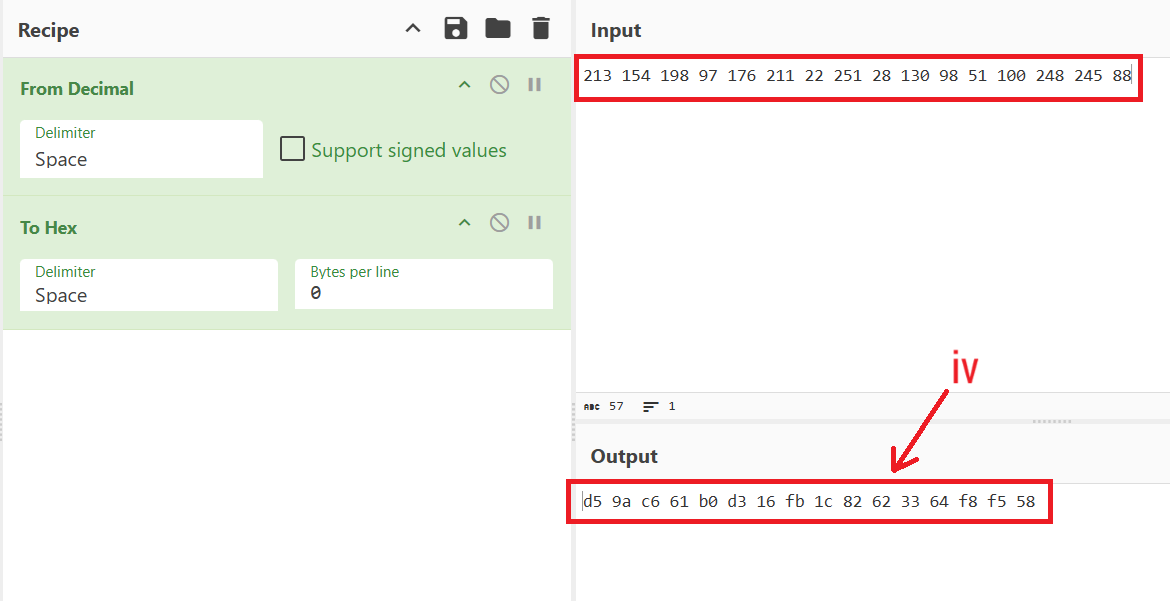 Recipe
From Decimal
Delimiter
Space
Support signed values
To Hex
Delimiter
Space
Bytes per line
0
Input
213 154 198 97 176 211 22 251 28 130 98 51 100 248 245 88
ABC 57 1
iv
Output
d5 9a c6 61 b0 d3 16 fb 1c 82 62 33 64 f8 f5 58